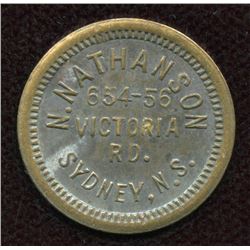 N. NATHANSON
654-56
VICTORIA
RD.
SYDNEY, N.S.